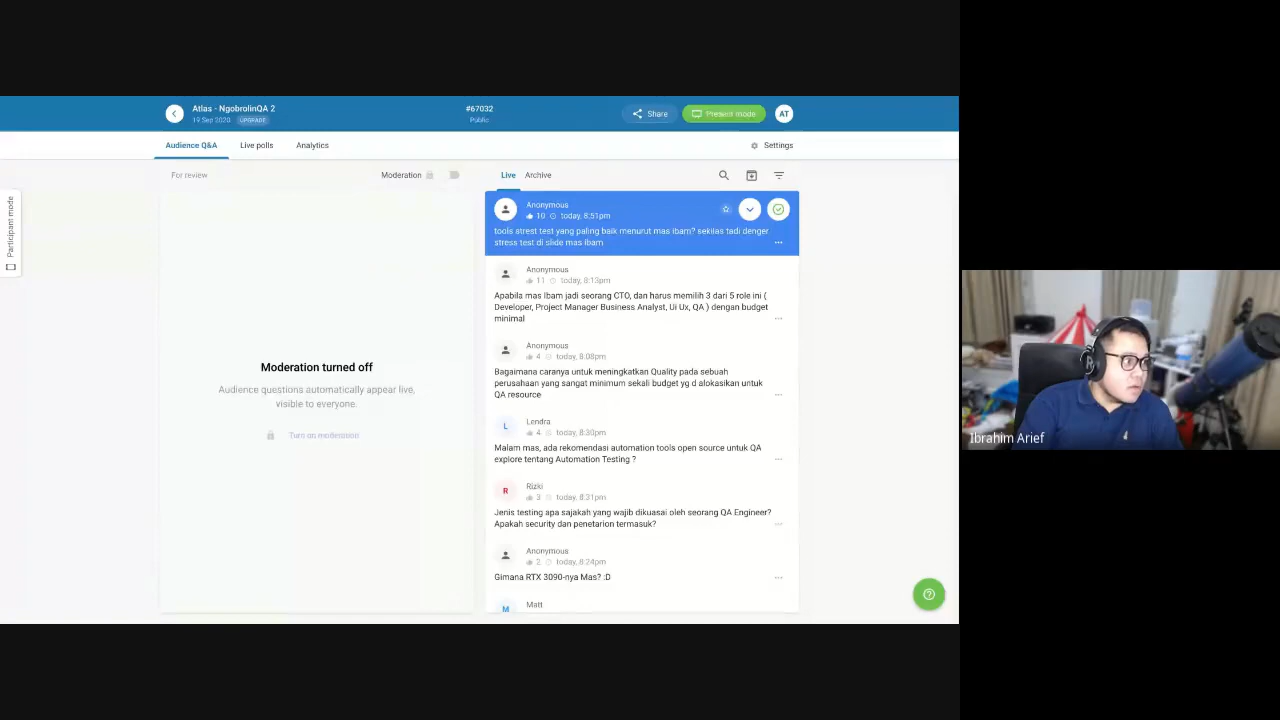 Atlas - NgobrolinQA 2
19 Sep 2020 UPGRADE
#67032
Public
Share
Present mode
AT
Audience Q&A
Live polls
Analytics
Settings
Participant mode
For review
Moderation
Moderation turned off
Audience questions automatically appear live,
visible to everyone.
Turn on moderation
Live
Archive
Anonymous
10 today, 8:51pm
tools strest test yang paling baik menurut mas ibam? sekilas tadi denger
stress test di slide mas ibam
Anonymous
11 today, 8:13pm
Apabila mas Ibam jadi seorang CTO, dan harus memilih 3 dari 5 role ini (
Developer, Project Manager Business Analyst, Ui Ux, QA ) dengan budget
minimal
Anonymous
4 today, 8:08pm
Bagaimana caranya untuk meningkatkan Quality pada sebuah
perusahaan yang sangat minimum sekali budget yg d alokasikan untuk
QA resource
L
Lendra
4 today, 8:30pm
Malam mas, ada rekomendasi automation tools open source untuk QA
explore tentang Automation Testing ?
R
Rizki
3 today, 8:31pm
Jenis testing apa sajakah yang wajib dikuasai oleh seorang QA Engineer?
Apakah security dan penetarion termasuk?
Anonymous
2 today, 8:24pm
Gimana RTX 3090-nya Mas? :D
M
Matt
Ibrahim Arief